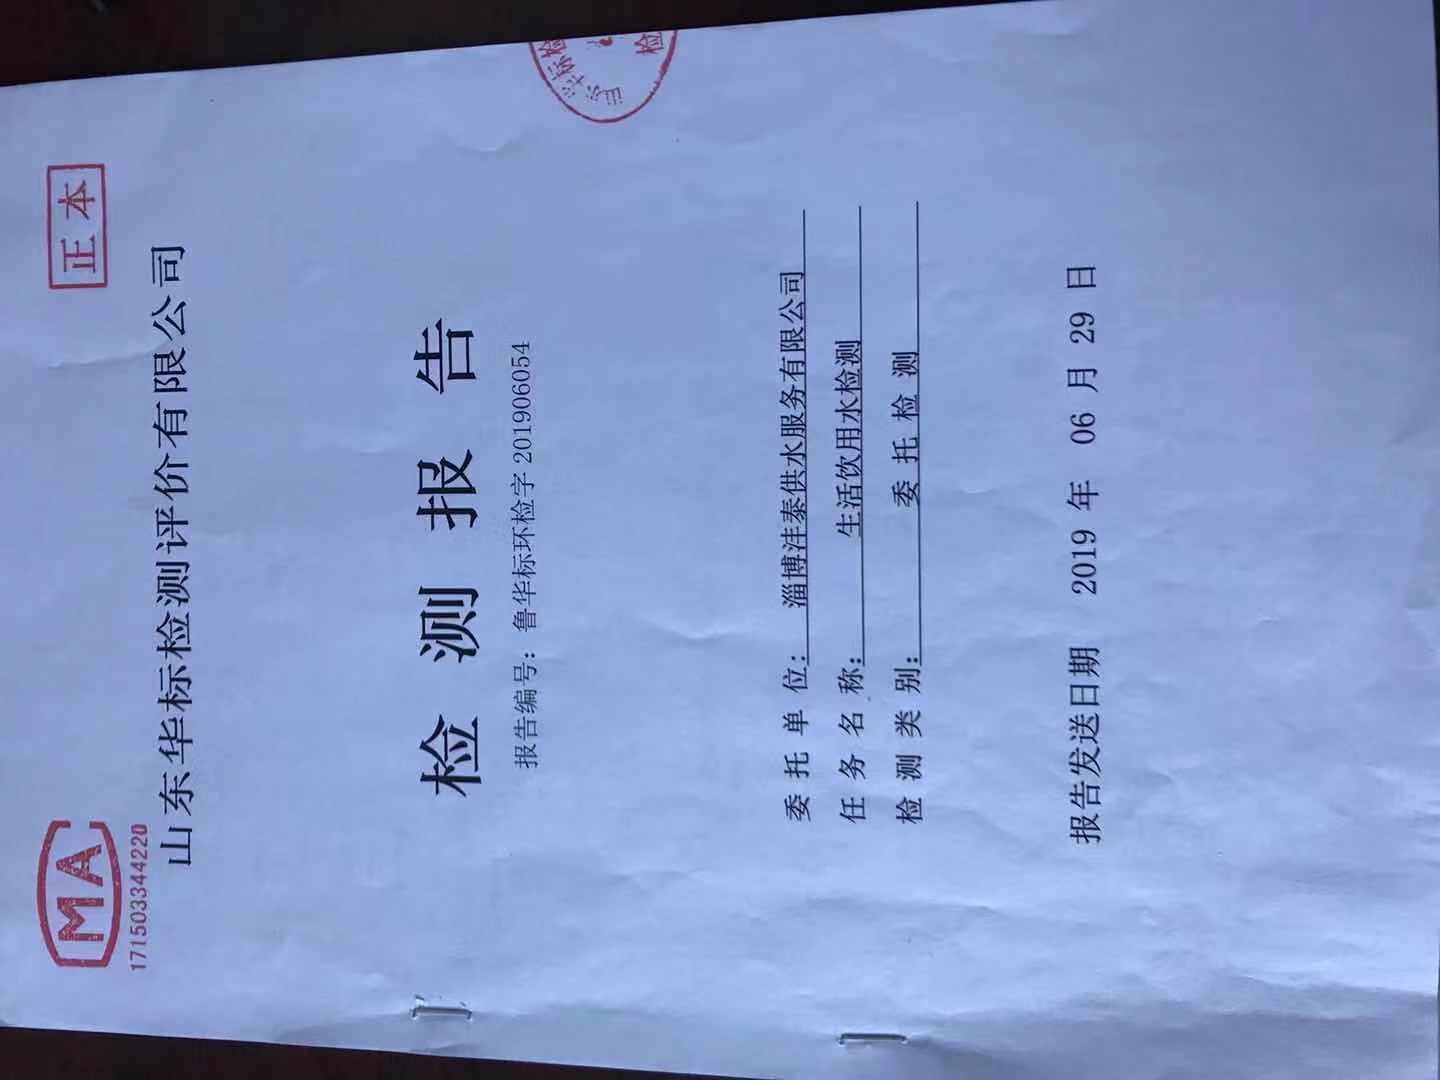 MA
171503344220
正本
山东华标检测评价有限公司
检测报告
报告编号：鲁华标环检字 201906054
委托单位：淄博沣泰供水服务有限公司
任务名称：生活饮用水检测
检测类别：委托检测
报告发送日期 2019 年 06 月 29 日